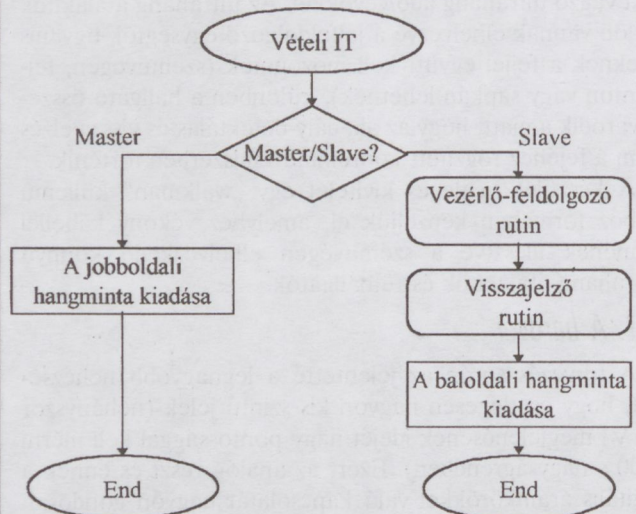 Vételi IT
Master/Slave?
Master
Slave
A jobboldali
hangminta kiadása
End
Vezérlő-feldolgozó
rutin
Visszajelző
rutin
A baloldali hangminta
kiadása
End